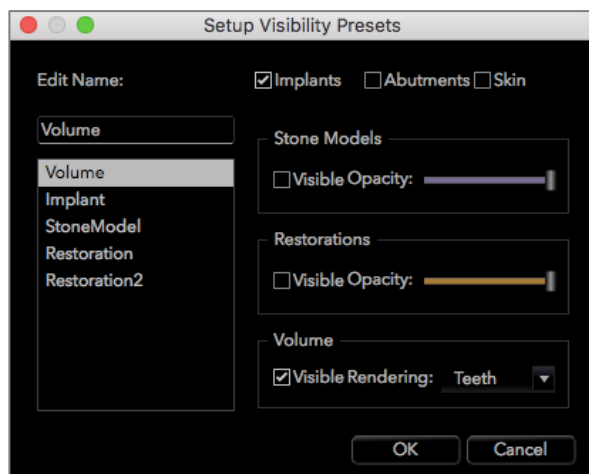 Setup Visibility Presets
Edit Name:
Implants Abutments Skin
Volume
Volume
Implant
StoneModel
Restoration
Restoration2
Stone Models
Visible Opacity:
Restorations
Visible Opacity:
Volume
Visible Rendering: Teeth
OK Cancel